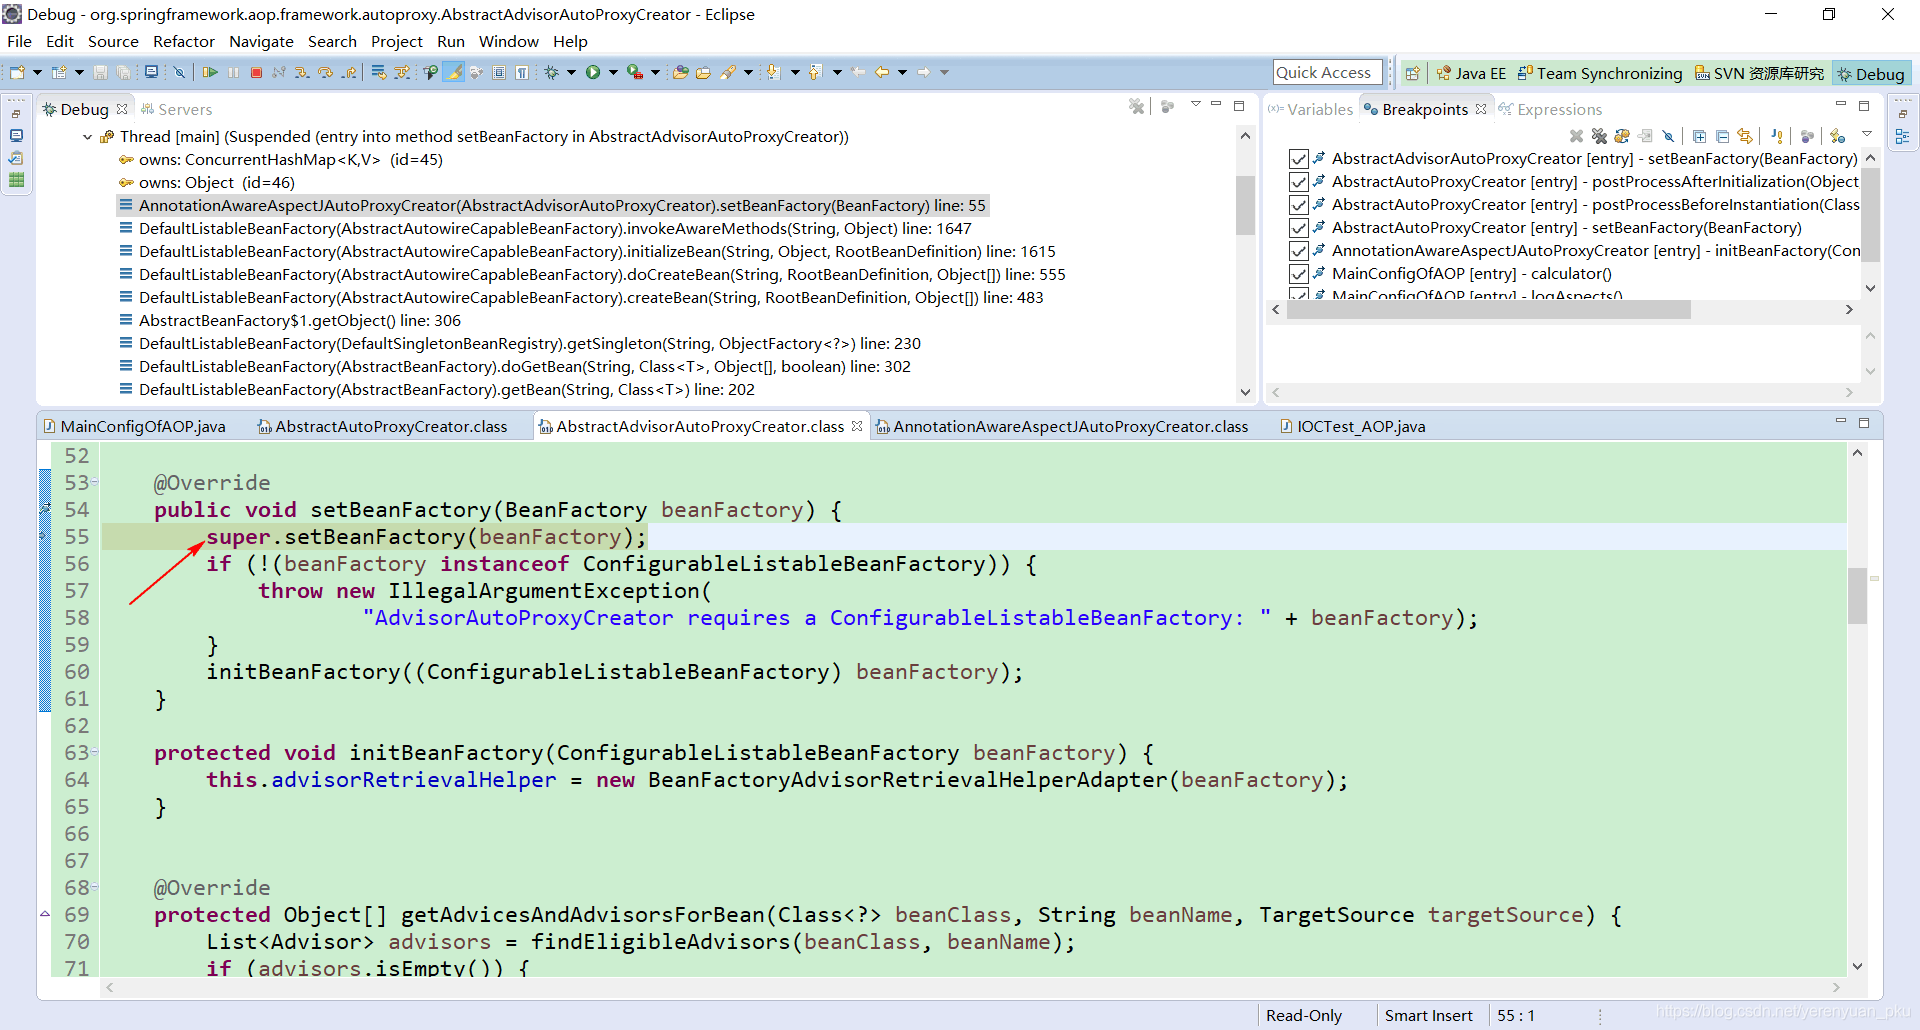 Debug - org.springframework.aop.framework.autoproxy.AbstractAdvisorAutoProxyCreator - Eclipse
File Edit Source Refactor Navigate Search Project Run Window Help
Quick Access
Java EE Team Synchronizing SVN 资源库研究 Debug
Debug Servers
Thread [main] (Suspended (entry into method setBeanFactory in AbstractAdvisorAutoProxyCreator))
owns: ConcurrentHashMap<K,V> (id=45)
owns: Object (id=46)
AnnotationAwareAspectJAutoProxyCreator(AbstractAdvisorAutoProxyCreator).setBeanFactory(BeanFactory) line: 55
DefaultListableBeanFactory(AbstractAutowireCapableBeanFactory).invokeAwareMethods(String, Object) line: 1647
DefaultListableBeanFactory(AbstractAutowireCapableBeanFactory).initializeBean(String, Object, RootBeanDefinition) line: 1615
DefaultListableBeanFactory(AbstractAutowireCapableBeanFactory).doCreateBean(String, RootBeanDefinition, Object[]) line: 555
DefaultListableBeanFactory(AbstractAutowireCapableBeanFactory).createBean(String, RootBeanDefinition, Object[]) line: 483
AbstractBeanFactory$1.getObject() line: 306
DefaultListableBeanFactory(DefaultSingletonBeanRegistry).getSingleton(String, ObjectFactory<?>) line: 230
DefaultListableBeanFactory(AbstractBeanFactory).doGetBean(String, Class<T>, Object[], boolean) line: 302
DefaultListableBeanFactory(AbstractBeanFactory).getBean(String, Class<T>) line: 202
(x)= Variables Breakpoints Expressions
AbstractAdvisorAutoProxyCreator [entry] - setBeanFactory(BeanFactory)
AbstractAutoProxyCreator [entry] - postProcessAfterInitialization(Object
AbstractAutoProxyCreator [entry] - postProcessBeforeInstantiation(Class
AbstractAutoProxyCreator [entry] - setBeanFactory(BeanFactory)
AnnotationAwareAspectJAutoProxyCreator [entry] - initBeanFactory(Con
MainConfigOfAOP [entry] - calculator()
MainConfigOfAOP [entry] - logAspects()
MainConfigOfAOP.java AbstractAutoProxyCreator.class AbstractAdvisorAutoProxyCreator.class AnnotationAwareAspectJAutoProxyCreator.class IOCTest_AOP.java
52
53 @Override
54 public void setBeanFactory(BeanFactory beanFactory) {
55 super.setBeanFactory(beanFactory);
56 if (!(beanFactory instanceof ConfigurableListableBeanFactory)) {
57 throw new IllegalArgumentException(
58 "AdvisorAutoProxyCreator requires a ConfigurableListableBeanFactory: " + beanFactory);
59 }
60 initBeanFactory((ConfigurableListableBeanFactory) beanFactory);
61 }
62
63 protected void initBeanFactory(ConfigurableListableBeanFactory beanFactory) {
64 this.advisorRetrievalHelper = new BeanFactoryAdvisorRetrievalHelperAdapter(beanFactory);
65 }
66
67
68 @Override
69 protected Object[] getAdvicesAndAdvisorsForBean(Class<?> beanClass, String beanName, TargetSource targetSource) {
70 List<Advisor> advisors = findEligibleAdvisors(beanClass, beanName);
71 if (advisors.isEmpty()) {
Read-Only Smart Insert 55 : 1
https://blog.csdn.net/yerenyuan_pku